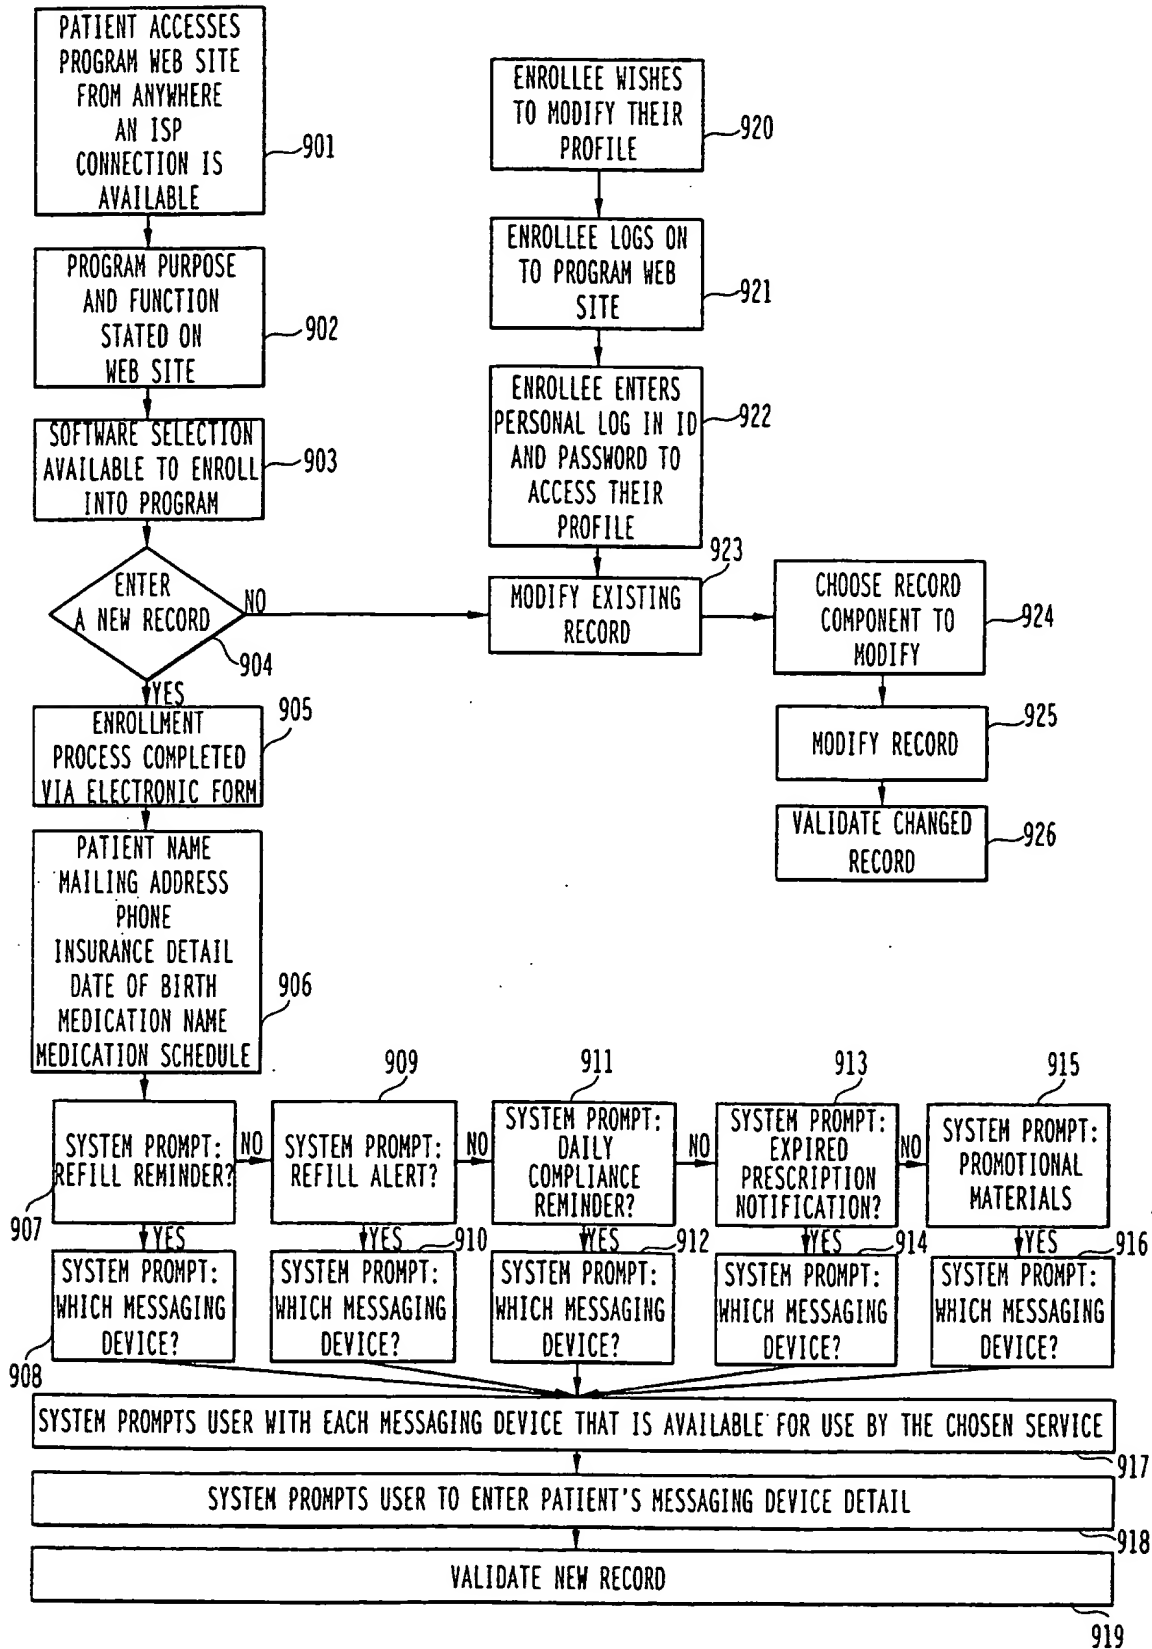 PATIENT ACCESSES
PROGRAM WEB SITE
FROM ANYWHERE
AN ISP
CONNECTION IS
AVAILABLE
901
PROGRAM PURPOSE
AND FUNCTION
STATED ON
WEB SITE
902
SOFTWARE SELECTION
AVAILABLE TO ENROLL
INTO PROGRAM
903
ENTER
A NEW RECORD
904
NO
YES
ENROLLMENT
PROCESS COMPLETED
VIA ELECTRONIC FORM
905
PATIENT NAME
MAILING ADDRESS
PHONE
INSURANCE DETAIL
DATE OF BIRTH
MEDICATION NAME
MEDICATION SCHEDULE
906
ENROLLEE WISHES
TO MODIFY THEIR
PROFILE
920
ENROLLEE LOGS ON
TO PROGRAM WEB
SITE
921
ENROLLEE ENTERS
PERSONAL LOG IN ID
AND PASSWORD TO
ACCESS THEIR
PROFILE
922
MODIFY EXISTING
RECORD
923
CHOOSE RECORD
COMPONENT TO
MODIFY
924
MODIFY RECORD
925
VALIDATE CHANGED
RECORD
926
SYSTEM PROMPT:
REFILL REMINDER?
907
NO
YES
SYSTEM PROMPT:
WHICH MESSAGING
DEVICE?
908
909
SYSTEM PROMPT:
REFILL ALERT?
NO
YES
910
SYSTEM PROMPT:
WHICH MESSAGING
DEVICE?
911
SYSTEM PROMPT:
DAILY
COMPLIANCE
REMINDER?
NO
YES
912
SYSTEM PROMPT:
WHICH MESSAGING
DEVICE?
913
SYSTEM PROMPT:
EXPIRED
PRESCRIPTION
NOTIFICATION?
NO
YES
914
SYSTEM PROMPT:
WHICH MESSAGING
DEVICE?
915
SYSTEM PROMPT:
PROMOTIONAL
MATERIALS
YES
916
SYSTEM PROMPT:
WHICH MESSAGING
DEVICE?
SYSTEM PROMPTS USER WITH EACH MESSAGING DEVICE THAT IS AVAILABLE FOR USE BY THE CHOSEN SERVICE
917
SYSTEM PROMPTS USER TO ENTER PATIENT'S MESSAGING DEVICE DETAIL
918
VALIDATE NEW RECORD
919